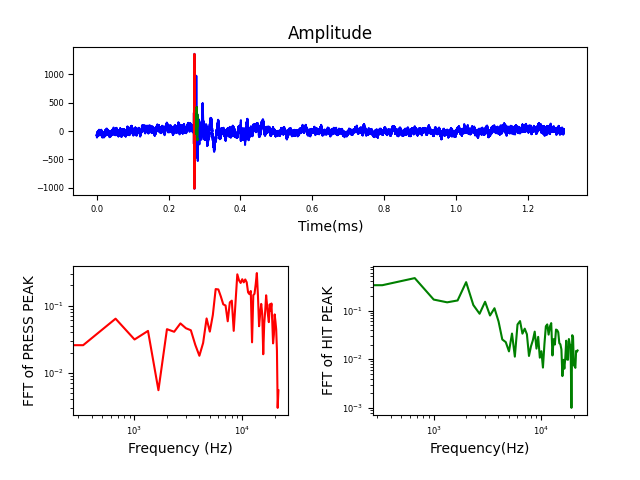 Amplitude
1000
500
0
−500
−1000
0.0 0.2 0.4 0.6 0.8 1.0 1.2
Time(ms)
FFT of PRESS PEAK
10⁻¹
10⁻²
10³ 10⁴
Frequency (Hz)
FFT of HIT PEAK
10⁻¹
10⁻²
10⁻³
10³ 10⁴
Frequency(Hz)